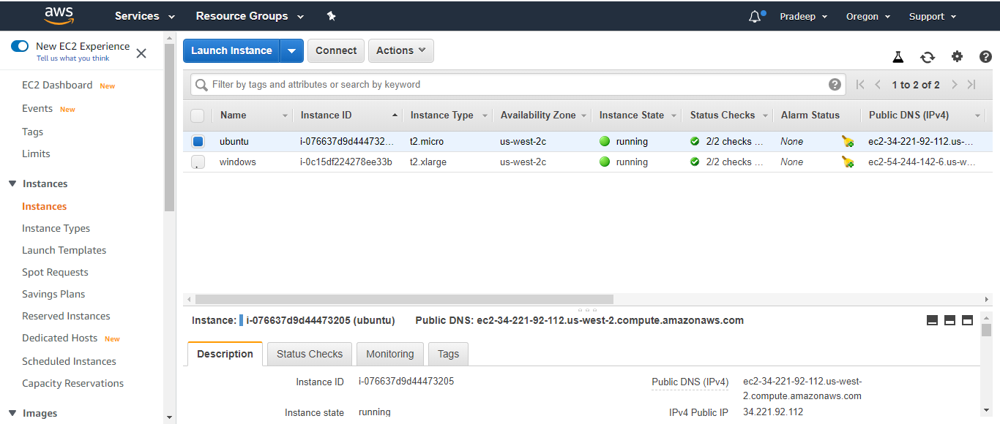 aws Services Resource Groups Pradeep Oregon Support
New EC2 Experience
Tell us what you think
EC2 Dashboard New
Events New
Tags
Limits
Instances
Instances
Instance Types
Launch Templates
Spot Requests
Savings Plans
Reserved Instances
Dedicated Hosts New
Scheduled Instances
Capacity Reservations
Images
Launch Instance Connect Actions
Filter by tags and attributes or search by keyword 1 to 2 of 2
Name Instance ID Instance Type Availability Zone Instance State Status Checks Alarm Status Public DNS (IPv4)
ubuntu i-076637d9d444732... t2.micro us-west-2c running 2/2 checks ... None ec2-34-221-92-112.us-...
windows i-0c15df224278ee33b t2.xlarge us-west-2c running 2/2 checks ... None ec2-54-244-142-6.us-w...
Instance: i-076637d9d44473205 (ubuntu) Public DNS: ec2-34-221-92-112.us-west-2.compute.amazonaws.com
Description Status Checks Monitoring Tags
Instance ID i-076637d9d44473205 Public DNS (IPv4) ec2-34-221-92-112.us-west-
2.compute.amazonaws.com
Instance state running IPv4 Public IP 34.221.92.112